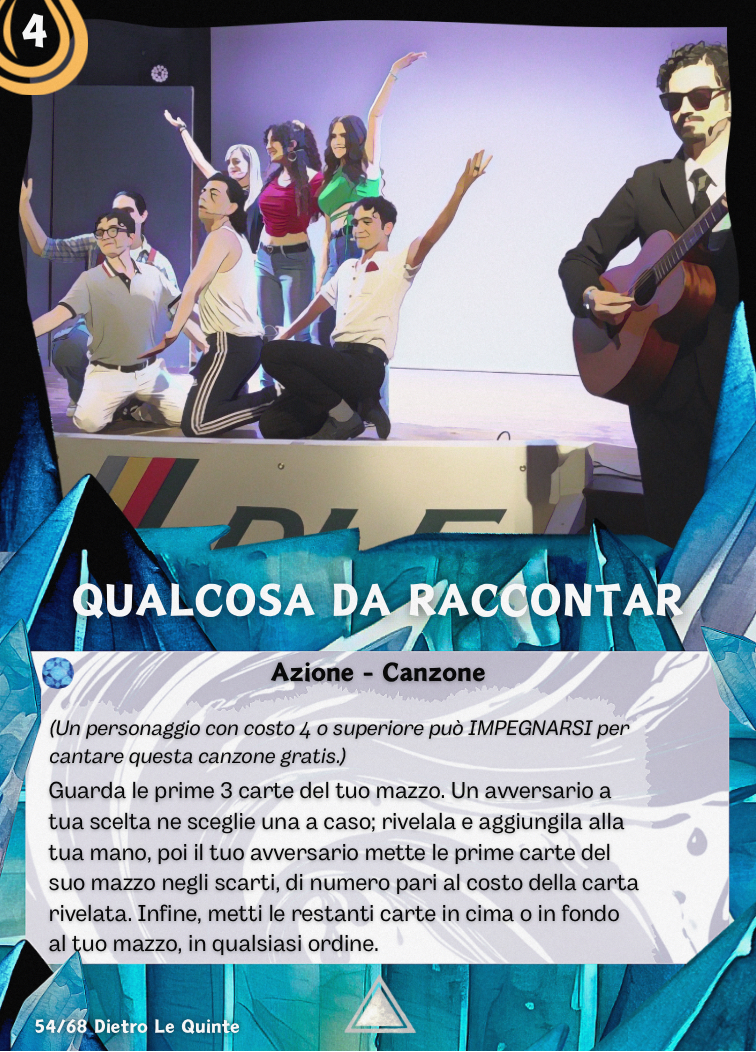 4
DLE
QUALCOSA DA RACCONTAR
Azione - Canzone
(Un personaggio con costo 4 o superiore può IMPEGNARSI per
cantare questa canzone gratis.)
Guarda le prime 3 carte del tuo mazzo. Un avversario a
tua scelta ne sceglie una a caso; rivelala e aggiungila alla
tua mano, poi il tuo avversario mette le prime carte del
suo mazzo negli scarti, di numero pari al costo della carta
rivelata. Infine, metti le restanti carte in cima o in fondo
al tuo mazzo, in qualsiasi ordine.
54/68 Dietro Le Quinte